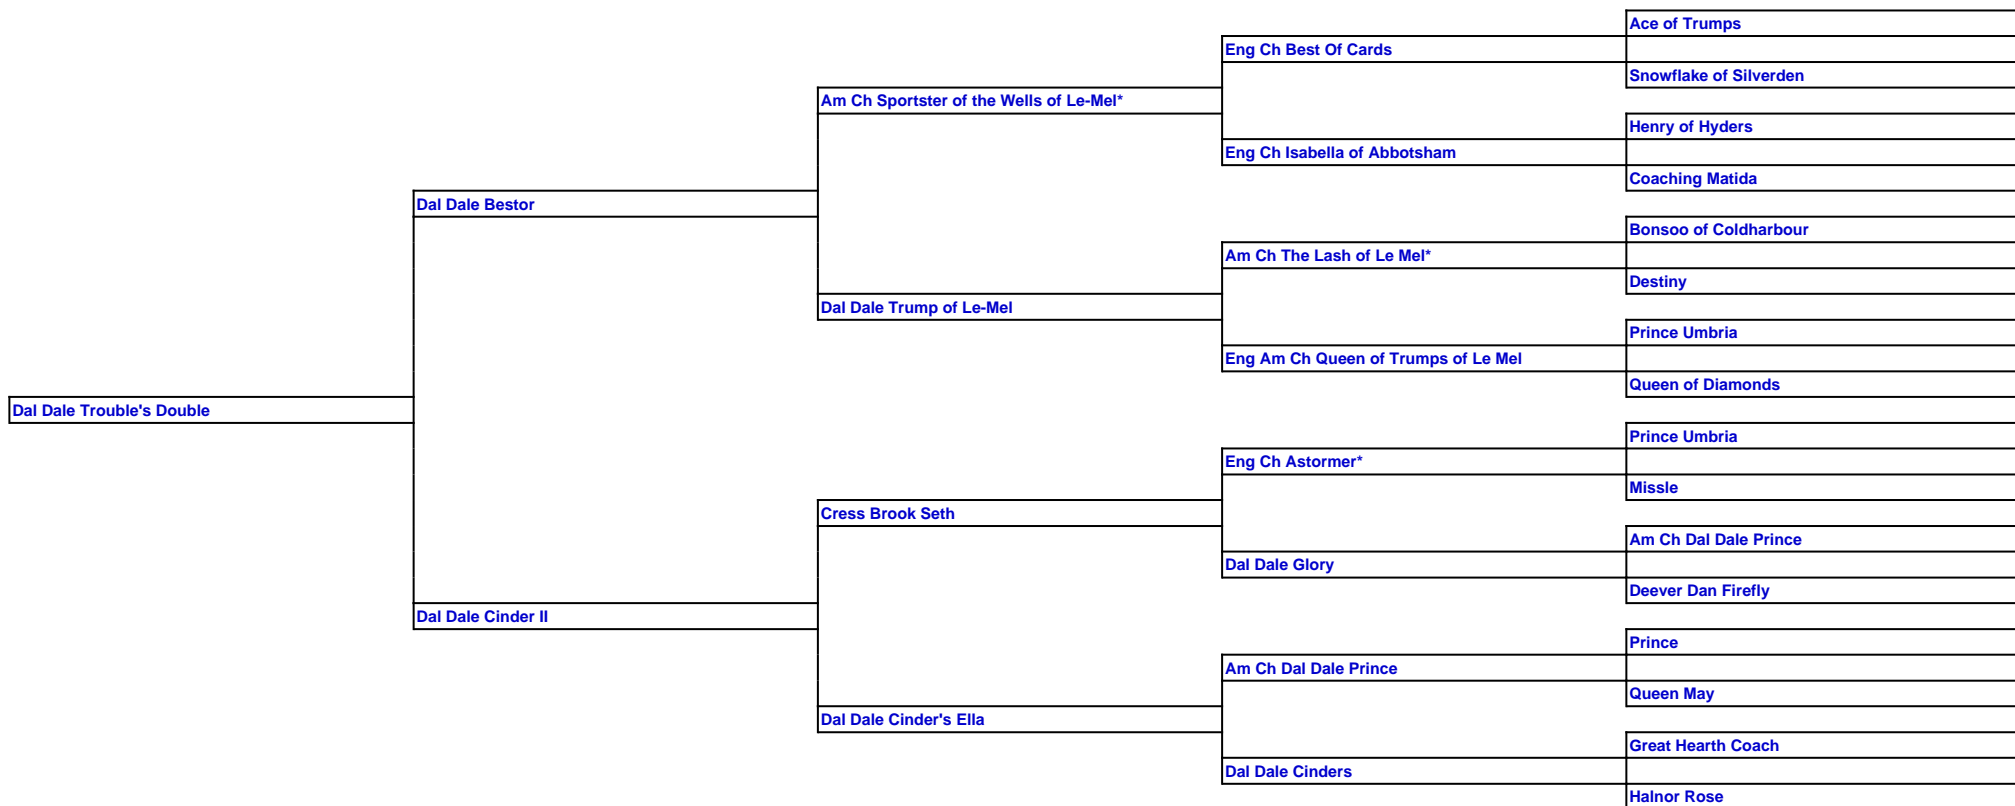 Ace of Trumps
Eng Ch Best Of Cards
Snowflake of Silverden
Am Ch Sportster of the Wells of Le-Mel*
Henry of Hyders
Eng Ch Isabella of Abbotsham
Coaching Matida
Dal Dale Bestor
Bonsoo of Coldharbour
Am Ch The Lash of Le Mel*
Destiny
Dal Dale Trump of Le-Mel
Prince Umbria
Eng Am Ch Queen of Trumps of Le Mel
Queen of Diamonds
Dal Dale Trouble's Double
Prince Umbria
Eng Ch Astormer*
Missle
Cress Brook Seth
Am Ch Dal Dale Prince
Dal Dale Glory
Deever Dan Firefly
Dal Dale Cinder II
Prince
Am Ch Dal Dale Prince
Queen May
Dal Dale Cinder's Ella
Great Hearth Coach
Dal Dale Cinders
Halnor Rose